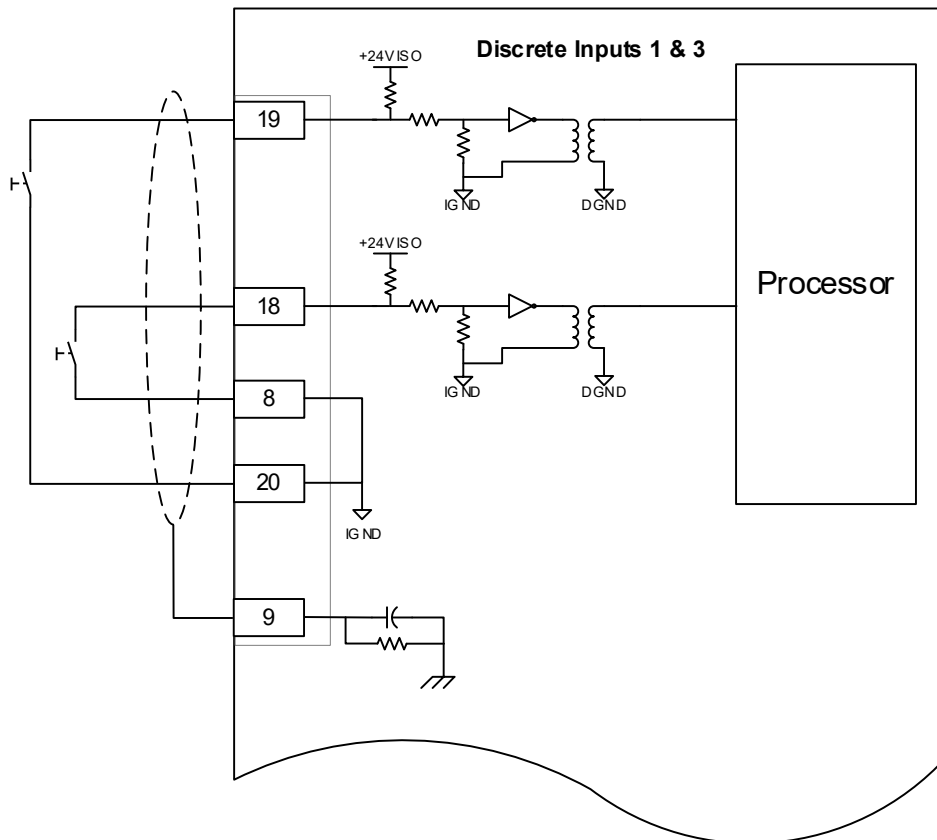 Discrete Inputs 1 & 3
+24VISO
19
IGND
DGND
+24VISO
18
IGND
DGND
Processor
8
20
IGND
9